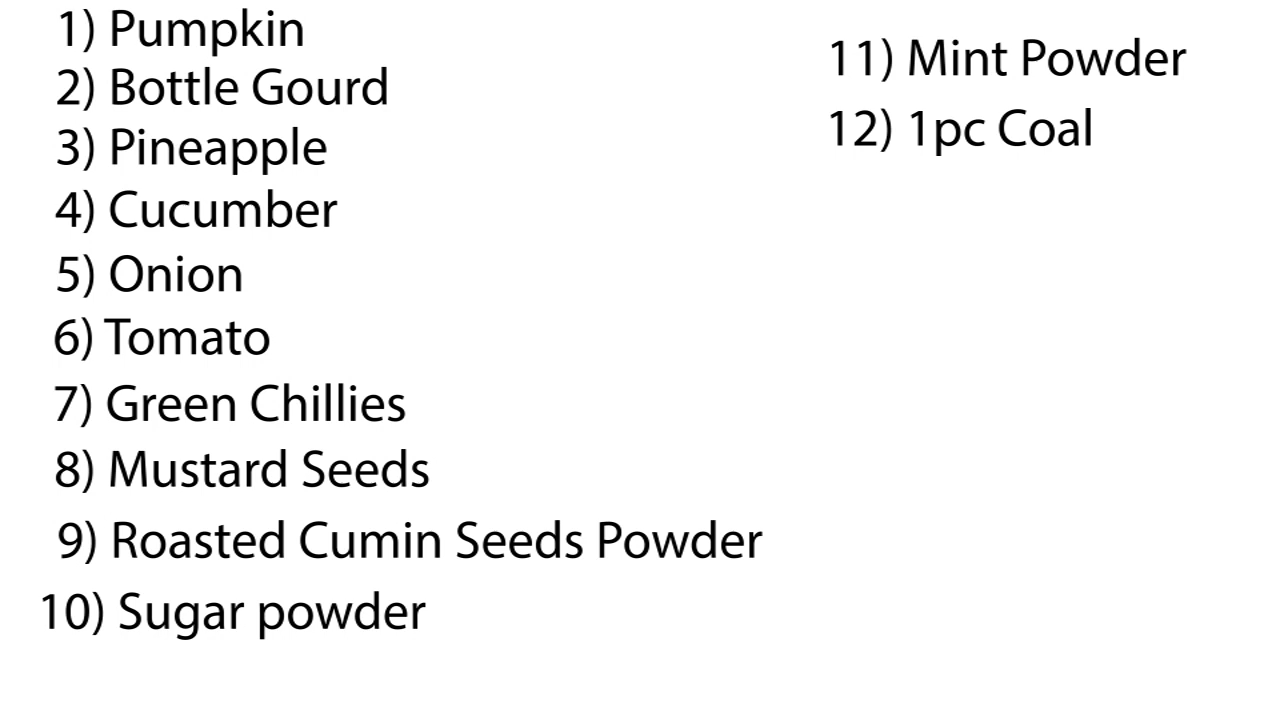 1) Pumpkin
2) Bottle Gourd
3) Pineapple
4) Cucumber
5) Onion
6) Tomato
7) Green Chillies
8) Mustard Seeds
9) Roasted Cumin Seeds Powder
10) Sugar powder
11) Mint Powder
12) 1pc Coal